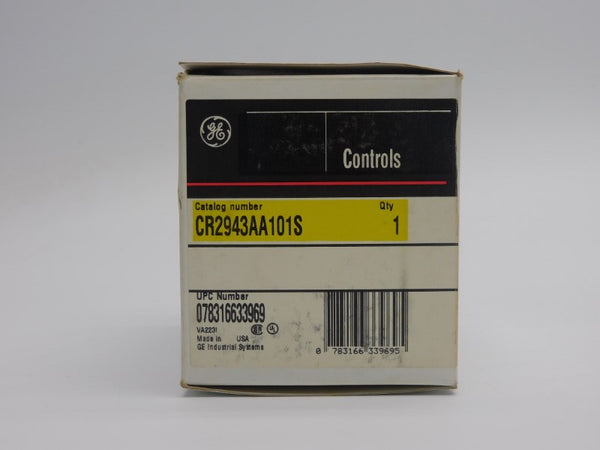 GE
Controls
Catalog number Qty
CR2943AA101S 1
UPC Number
078316633969
VA223I
Made in USA
GE Industrial Systems
0 783166 339695